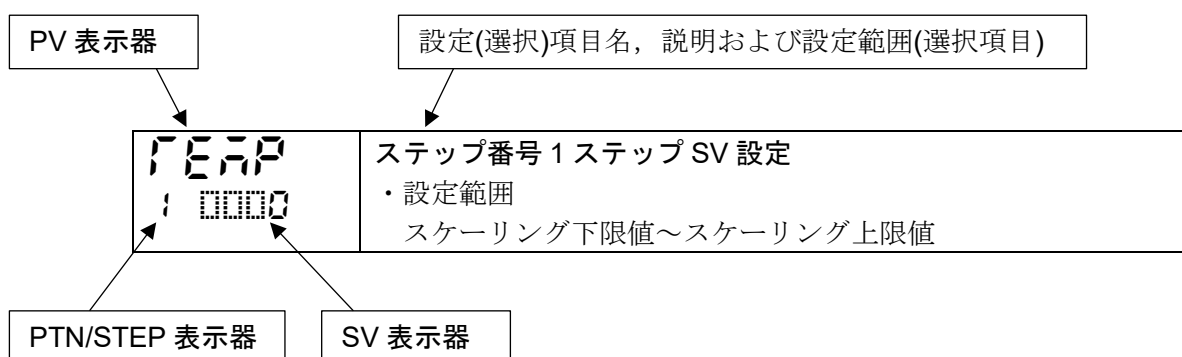 PV 表示器
設定(選択)項目名，説明および設定範囲(選択項目)
TEMP
ステップ番号 1 ステップ SV 設定
1 0000
・設定範囲
スケーリング下限値～スケーリング上限値
PTN/STEP 表示器
SV 表示器